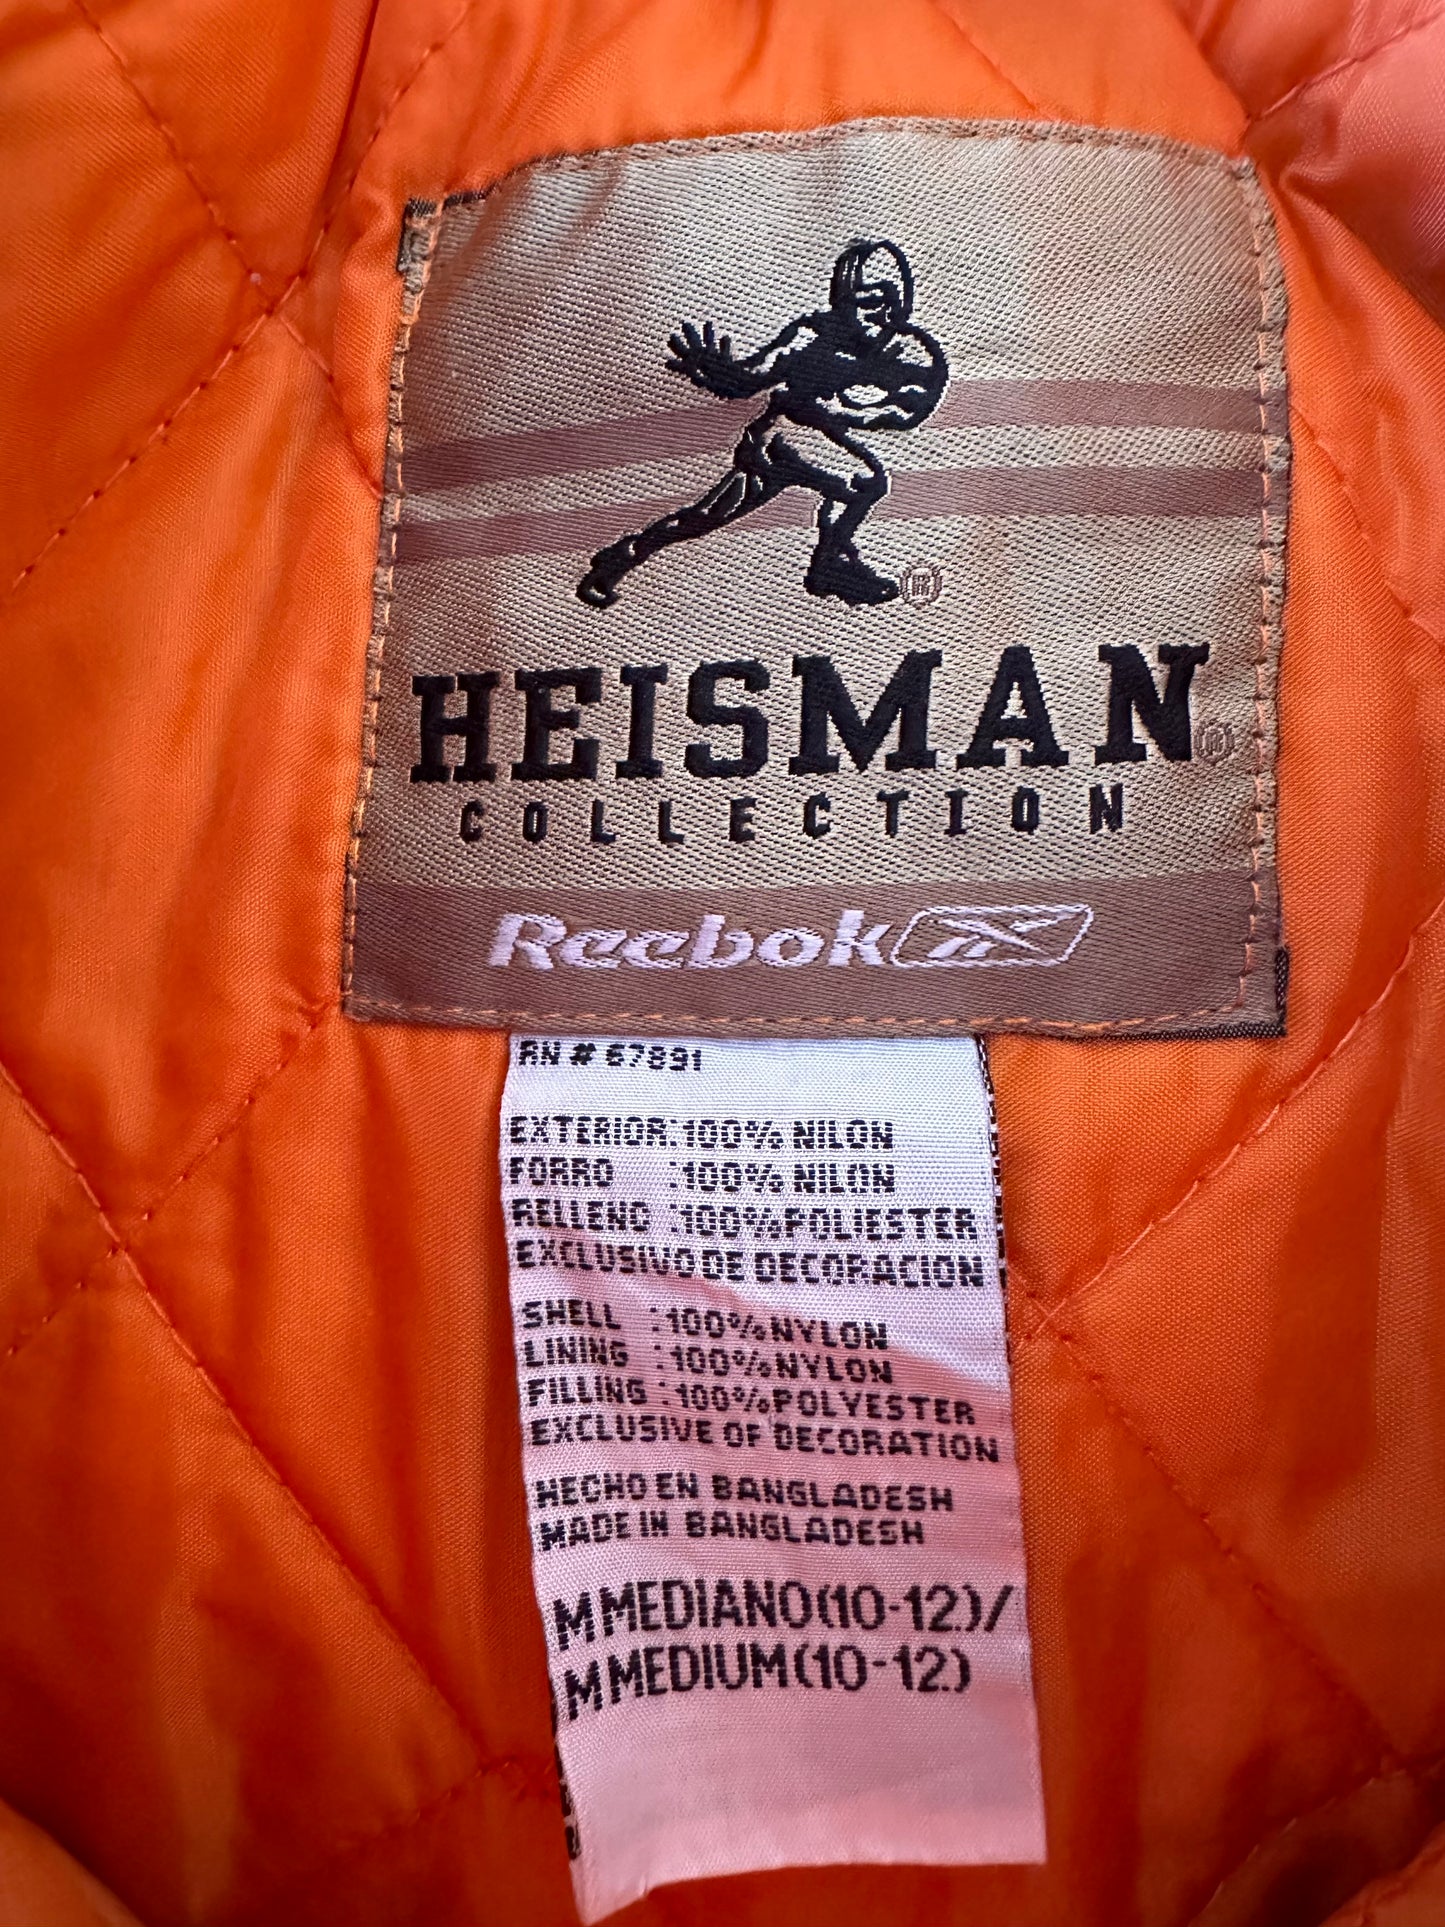 HEISMAN®
COLLECTION
Reebok
RN # 67891
EXTERIOR:100% NILON
FORRO :100% NILON
RELLENO :100%POLIESTER
EXCLUSIVO DE DECORACION
SHELL :100%NYLON
LINING :100%NYLON
FILLING :100%POLYESTER
EXCLUSIVE OF DECORATION
HECHO EN BANGLADESH
MADE IN BANGLADESH
M MEDIANO(10-12)/
M MEDIUM(10-12)